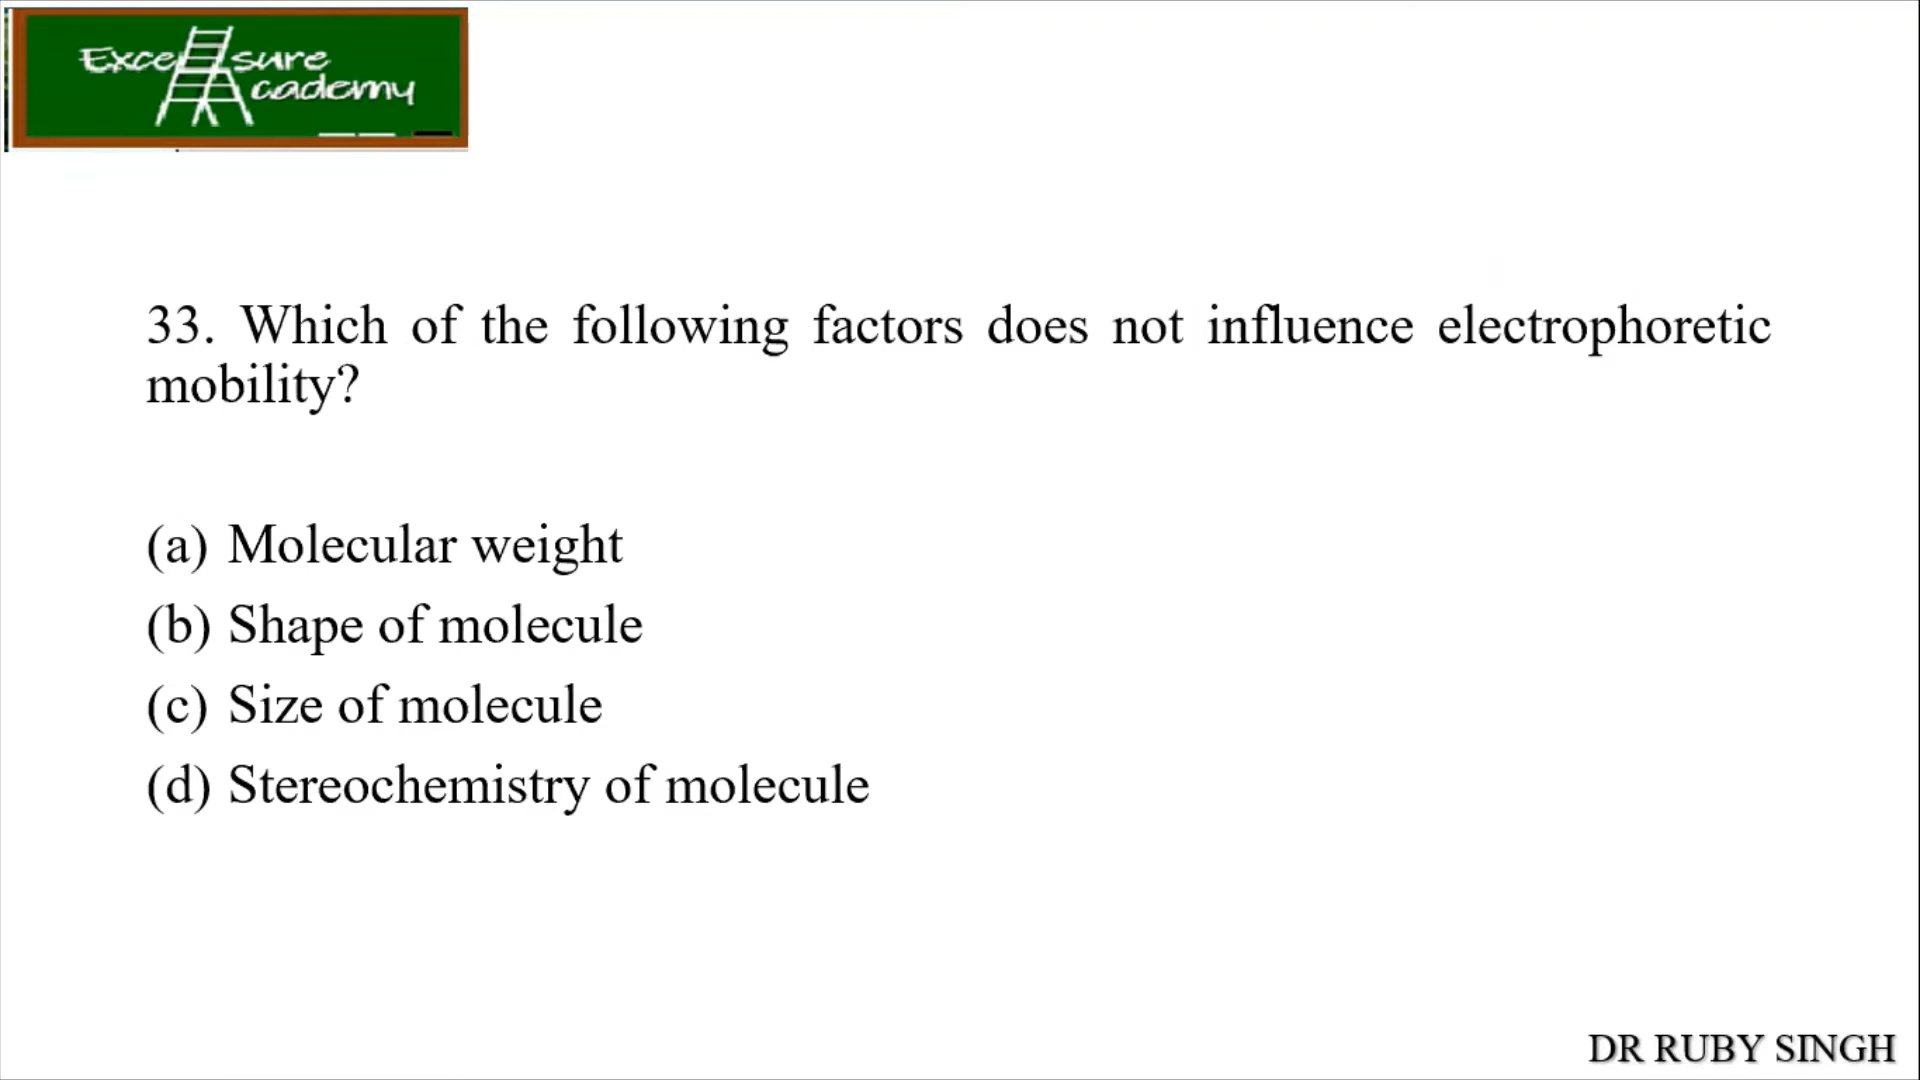 Excel sure
Academy
33. Which of the following factors does not influence electrophoretic
mobility?
(a) Molecular weight
(b) Shape of molecule
(c) Size of molecule
(d) Stereochemistry of molecule
DR RUBY SINGH